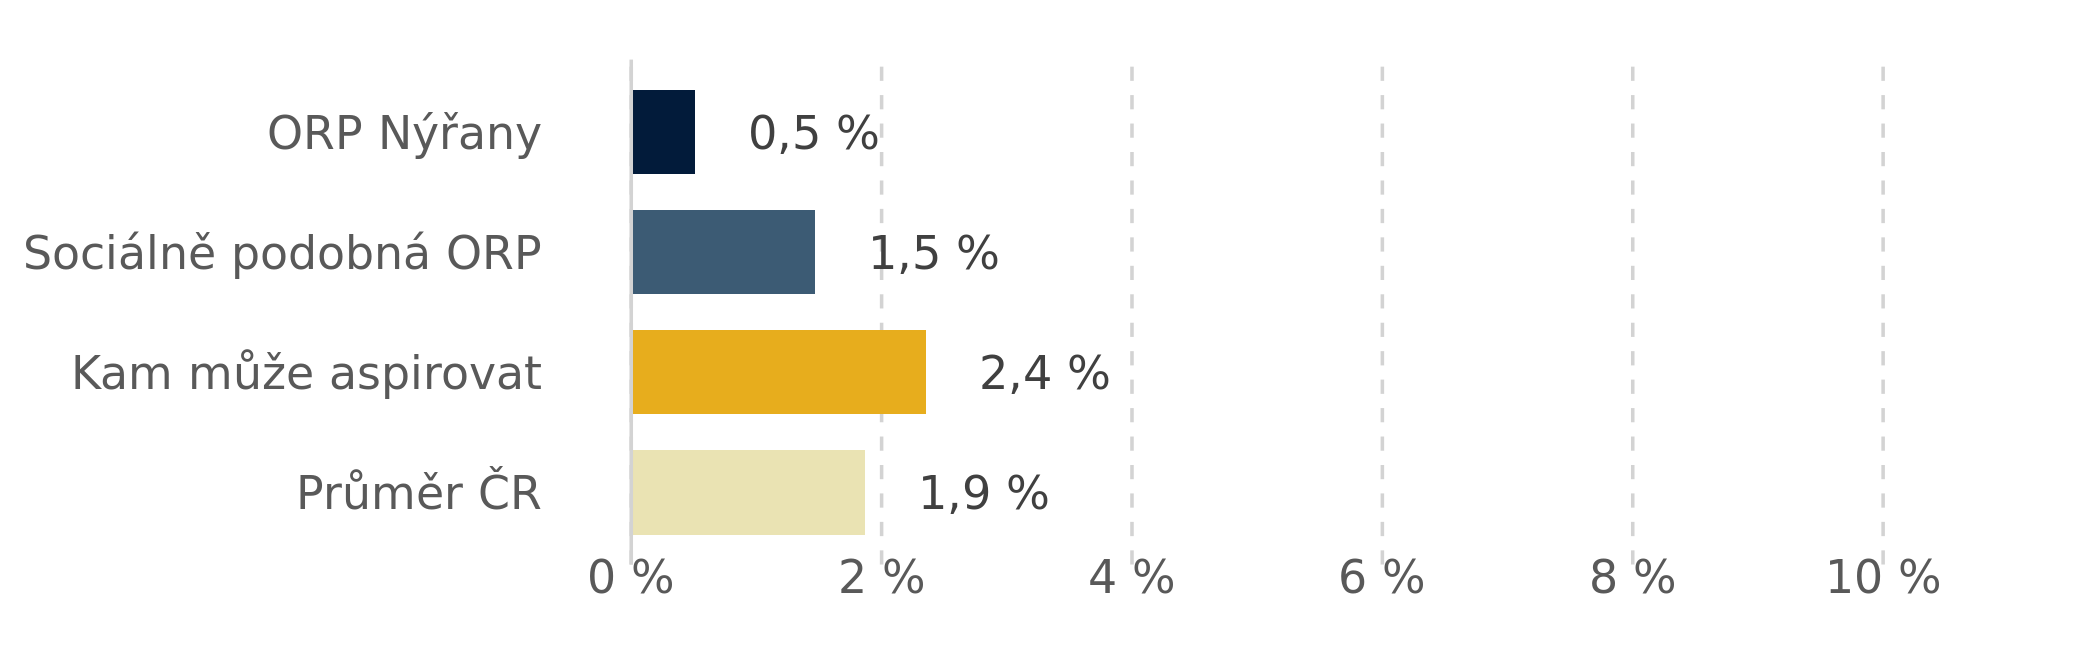 ORP Nýřany 0,5 %
Sociálně podobná ORP 1,5 %
Kam může aspirovat 2,4 %
Průměr ČR 1,9 %
0 % 2 % 4 % 6 % 8 % 10 %